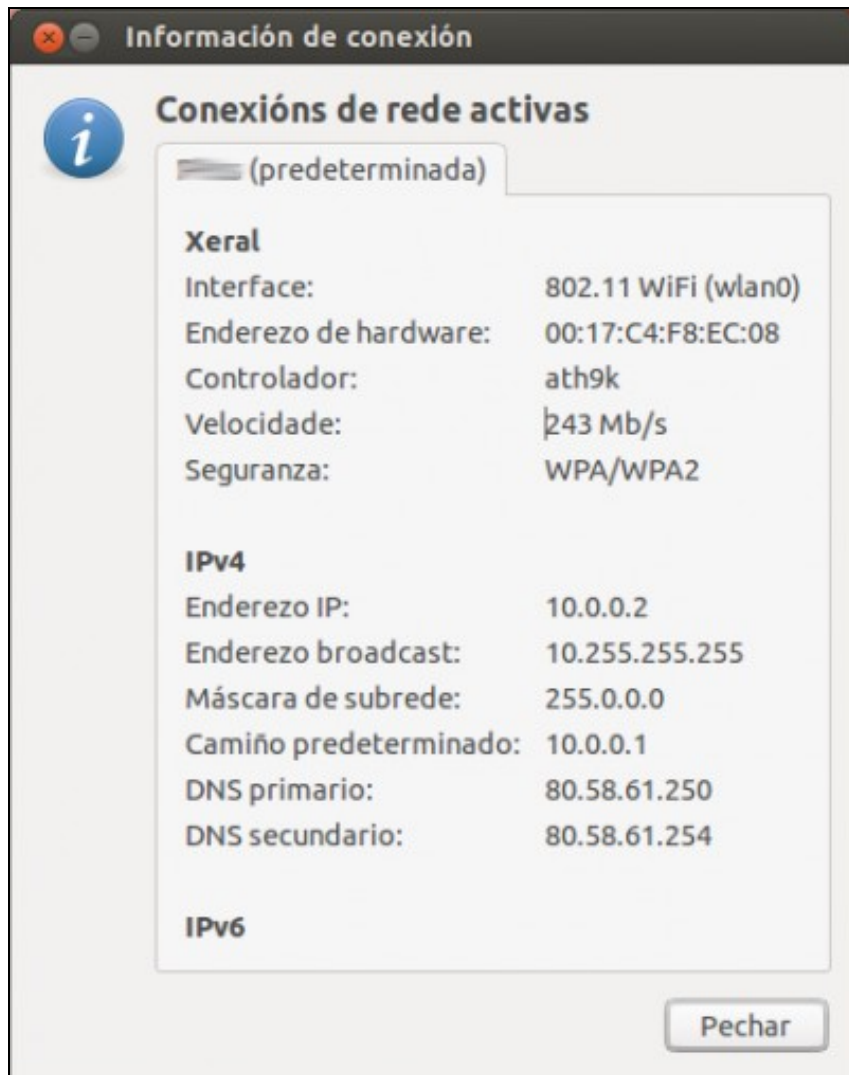 Información de conexión
Conexións de rede activas
(predeterminada)
Xeral
Interface: 802.11 WiFi (wlan0)
Enderezo de hardware: 00:17:C4:F8:EC:08
Controlador: ath9k
Velocidade: 243 Mb/s
Seguranza: WPA/WPA2
IPv4
Enderezo IP: 10.0.0.2
Enderezo broadcast: 10.255.255.255
Máscara de subrede: 255.0.0.0
Camiño predeterminado: 10.0.0.1
DNS primario: 80.58.61.250
DNS secundario: 80.58.61.254
IPv6
Pechar